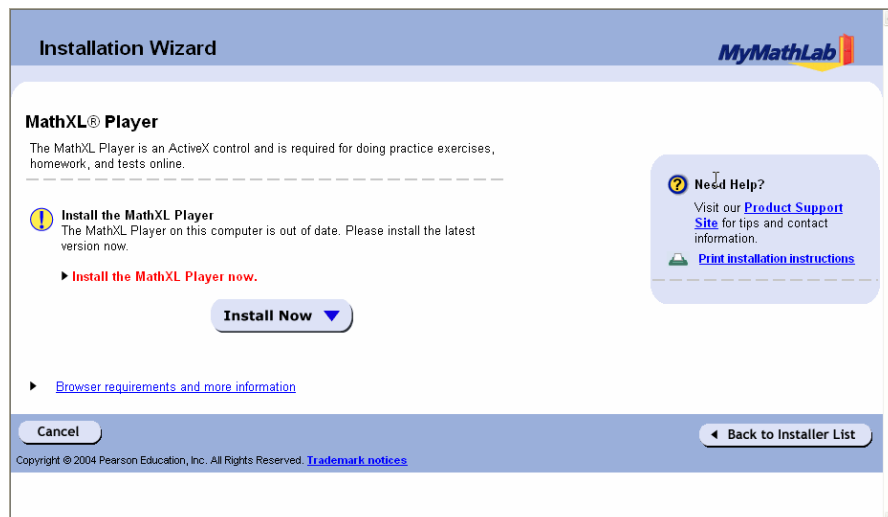 Installation Wizard
MyMathLab
MathXL® Player
The MathXL Player is an ActiveX control and is required for doing practice exercises,
homework, and tests online.
Install the MathXL Player
The MathXL Player on this computer is out of date. Please install the latest
version now.
Install the MathXL Player now.
Install Now
Browser requirements and more information
Need Help?
Visit our Product Support
Site for tips and contact
information.
Print installation instructions
Cancel
Back to Installer List
Copyright © 2004 Pearson Education, Inc. All Rights Reserved. Trademark notices